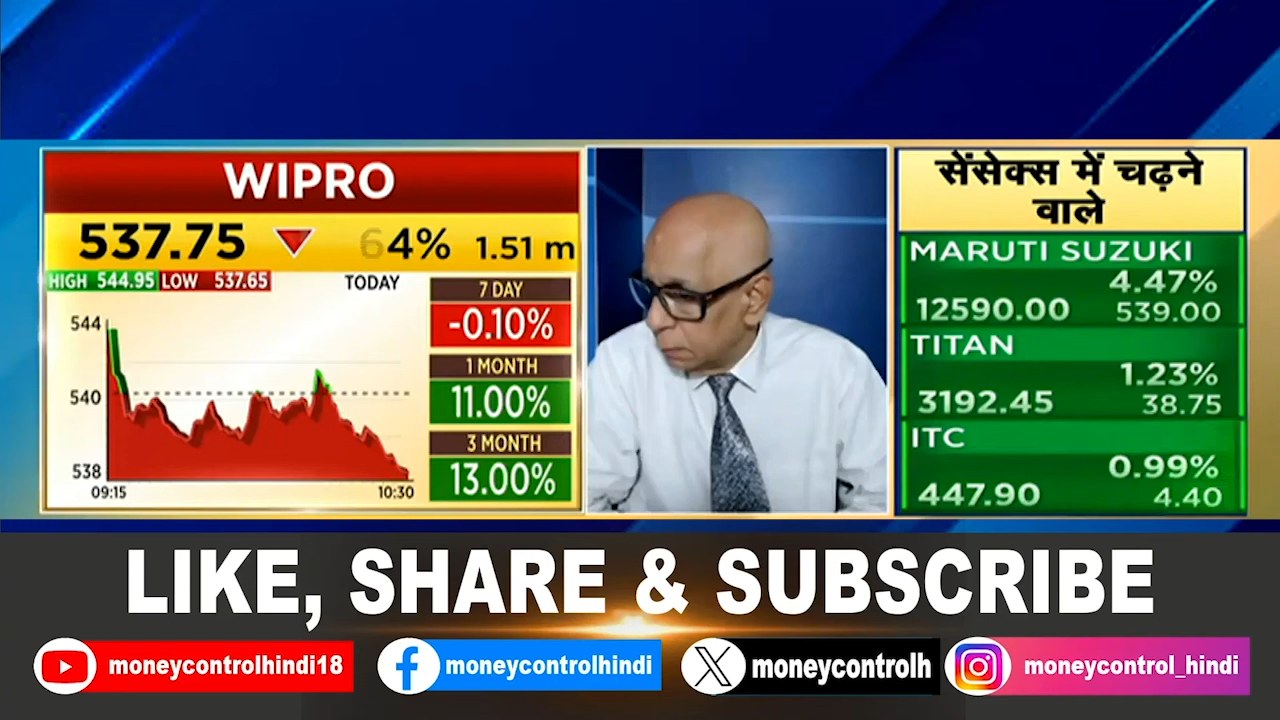 WIPRO
537.75
4% 1.51 m
HIGH 544.95 LOW 537.65
TODAY
544
540
538
09:15
10:30
7 DAY
-0.10%
1 MONTH
11.00%
3 MONTH
13.00%
सेंसेक्स में चढ़ने
वाले
MARUTI SUZUKI
4.47%
12590.00 539.00
TITAN
1.23%
3192.45 38.75
ITC
0.99%
447.90 4.40
LIKE, SHARE & SUBSCRIBE
moneycontrolhindi18
moneycontrolhindi
moneycontrolh
moneycontrol_hindi